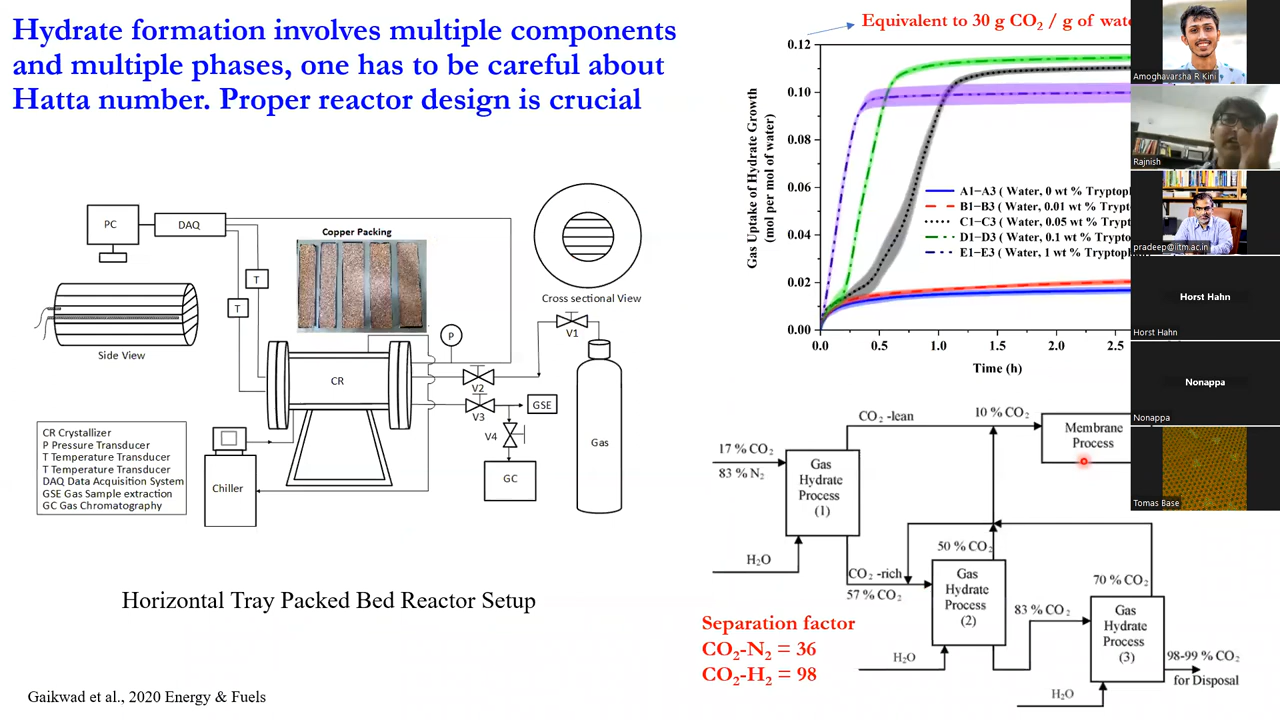 Hydrate formation involves multiple components
and multiple phases, one has to be careful about
Hatta number. Proper reactor design is crucial
PC
DAQ
T
T
Side View
Copper Packing
Cross sectional View
V1
P
CR
V2
V3
GSE
V4
GC
Gas
Chiller
CR Crystallizer
P Pressure Transducer
T Temperature Transducer
T Temperature Transducer
DAQ Data Acquisition System
GSE Gas Sample extraction
GC Gas Chromatography
Horizontal Tray Packed Bed Reactor Setup
Gaikwad et al., 2020 Energy & Fuels
Equivalent to 30 g CO2 / g of wate
Gas Uptake of Hydrate Growth
(mol per mol of water)
0.12
0.10
0.08
0.06
0.04
0.02
0.00
0.0 0.5 1.0 1.5 2.0 2.5
Time (h)
A1−A3 ( Water, 0 wt % Tryptop
B1−B3 ( Water, 0.01 wt % Trypt
C1−C3 ( Water, 0.05 wt % Trypt
D1−D3 ( Water, 0.1 wt % Trypto
E1−E3 ( Water, 1 wt % Tryptoph
CO2 -lean
10 % CO2
Membrane
Process
17 % CO2
83 % N2
Gas
Hydrate
Process
(1)
H2O
CO2 -rich
57 % CO2
50 % CO2
Gas
Hydrate
Process
(2)
H2O
83 % CO2
70 % CO2
Gas
Hydrate
Process
(3)
H2O
98-99 % CO2
for Disposal
Separation factor
CO2-N2 = 36
CO2-H2 = 98
Amoghavarsha R Kini
Rajnish
pradeep@iitm.ac.in
Horst Hahn
Horst Hahn
Nonappa
Nonappa
Tomas Base